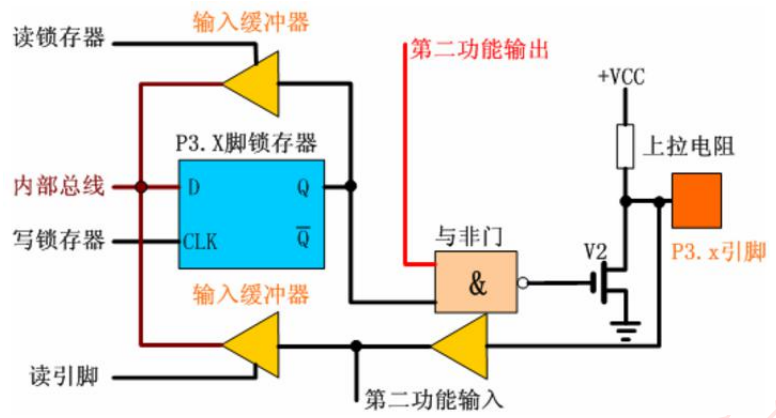 输入缓冲器
读锁存器
第二功能输出
+VCC
P3.X脚锁存器
上拉电阻
内部总线
D
Q
写锁存器
CLK
Q̅
与非门
&
V2
P3.x引脚
输入缓冲器
读引脚
第二功能输入